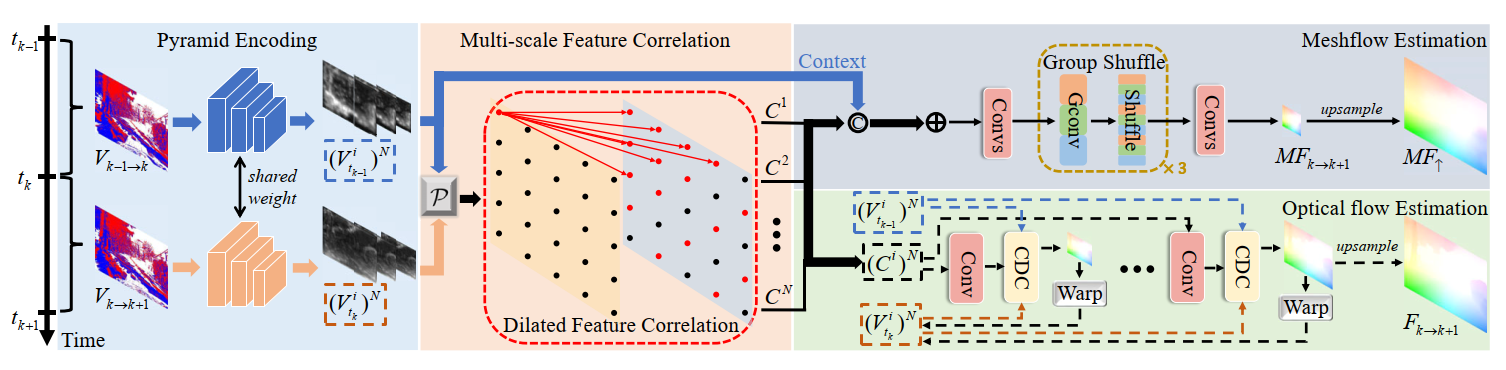 t_{k-1}
t_k
t_{k+1}
Time
Pyramid Encoding
V_{k-1→k}
(V^i_{t_{k-1}})^N
shared
weight
V_{k→k+1}
(V^i_{t_k})^N
Multi-scale Feature Correlation
P
Dilated Feature Correlation
C^1
C^2
C^N
Context
C
Meshflow Estimation
Convs
Group Shuffle
Gconv
Shuffle
×3
Convs
MF_{k→k+1}
upsample
MF_↑
Optical flow Estimation
(V^i_{t_{k-1}})^N
(C^i)^N
(V^i_{t_k})^N
Conv
CDC
Warp
Conv
CDC
Warp
upsample
F_{k→k+1}